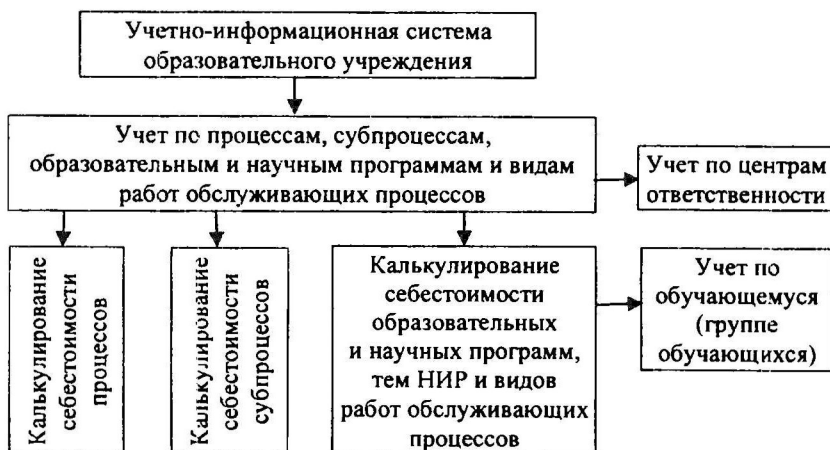 Учетно-информационная система
образовательного учреждения
Учет по процессам, субпроцессам,
образовательным и научным программам и видам
работ обслуживающих процессов
Учет по центрам
ответственности
Калькулирование
себестоимости
процессов
Калькулирование
себестоимости
субпроцессов
Калькулирование
себестоимости
образовательных
и научных программ,
тем НИР и видов
работ обслуживающих
процессов
Учет по
обучающемуся
(группе
обучающихся)